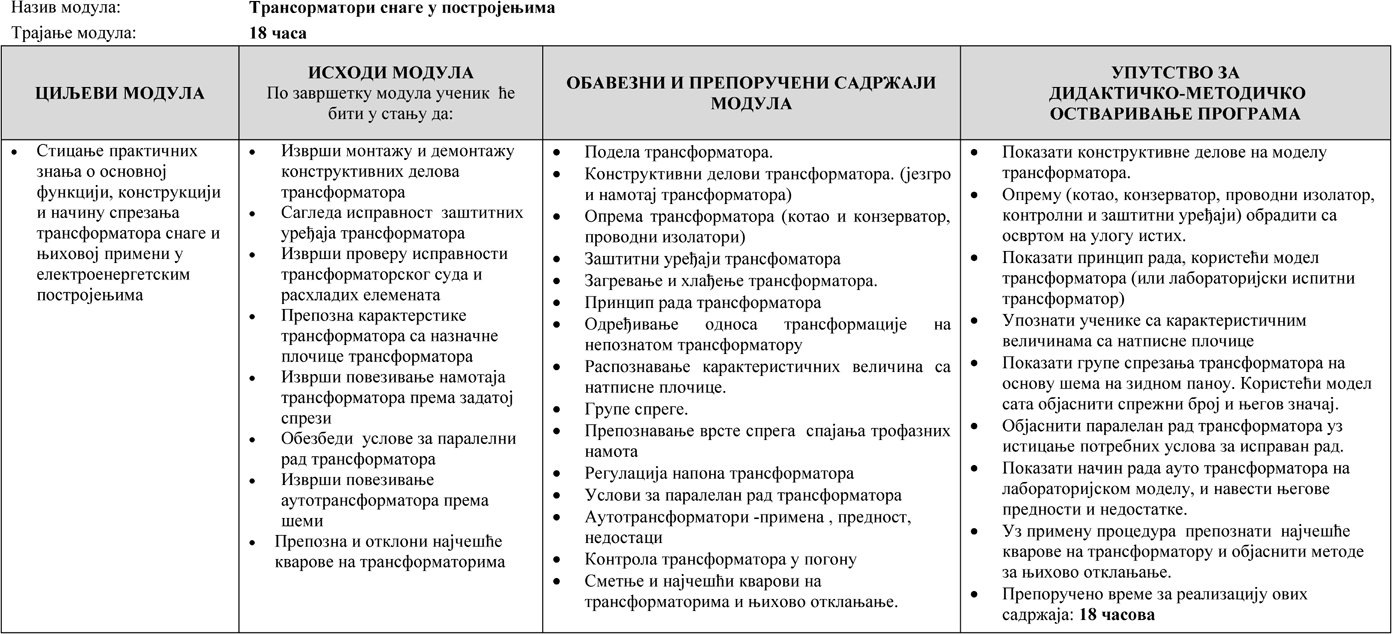 Назив модула: Трансорматори снаге у постројењима
Трајање модула: 18 часа
ЦИЉЕВИ МОДУЛА
ИСХОДИ МОДУЛА
По завршетку модула ученик ће
бити у стању да:
ОБАВЕЗНИ И ПРЕПОРУЧЕНИ САДРЖАЈИ
МОДУЛА
УПУТСТВО ЗА
ДИДАКТИЧКО-МЕТОДИЧКО
ОСТВАРИВАЊЕ ПРОГРАМА
• Стицање практичних
знања о основној
функцији, конструкцији
и начину спрезања
трансформатора снаге и
њиховој примени у
електроенергетским
постројењима
• Изврши монтажу и демонтажу
конструктивних делова
трансформатора
• Сагледа исправност заштитних
уређаја трансформатора
• Изврши проверу исправности
трансформаторског суда и
расхладих елемената
• Препозна карактерстике
трансформатора са назначне
плочице трансформатора
• Изврши повезивање намотаја
трансформатора према задатој
спрези
• Обезбеди услове за паралелни
рад трансформатора
• Изврши повезивање
аутотрансформатора према
шеми
• Препозна и отклони најчешће
кварове на трансформаторима
• Подела трансформатора.
• Конструктивни делови трансформатора. (језгро
и намотај трансформатора)
• Опрема трансформатора (котао и конзерватор,
проводни изолатори)
• Заштитни уређаји трансфоматора
• Загревање и хлађење трансформатора.
• Принцип рада трансформатора
• Одређивање односа трансформације на
непознатом трансформатору
• Распознавање карактеристичних величина са
натписне плочице.
• Групе спреге.
• Препознавање врсте спрега спајања трофазних
намота
• Регулација напона трансформатора
• Услови за паралелан рад трансформатора
• Аутотрансформатори -примена , предност,
недостаци
• Контрола трансформатора у погону
• Сметње и најчешћи кварови на
трансформаторима и њихово отклањање.
• Показати конструктивне делове на моделу
трансформатора.
• Опрему (котао, конзерватор, проводни изолатор,
контролни и заштитни уређаји) обрадити са
освртом на улогу истих.
• Показати принцип рада, користећи модел
трансформатора (или лабораторијски испитни
трансформатор)
• Упознати ученике са карактеристичним
величинама са натписне плочице
• Показати групе спрезања трансформатора на
основу шема на зидном паноу. Користећи модел
сата објаснити спрежни број и његов значај.
• Објаснити паралелан рад трансформатора уз
истицање потребних услова за исправан рад.
• Показати начин рада ауто трансформатора на
лабораторијском моделу, и навести његове
предности и недостатке.
• Уз примену процедура препознати најчешће
кварове на трансформатору и објаснити методе
за њихово отклањање.
• Препоручено време за реализацију ових
садржаја: 18 часова